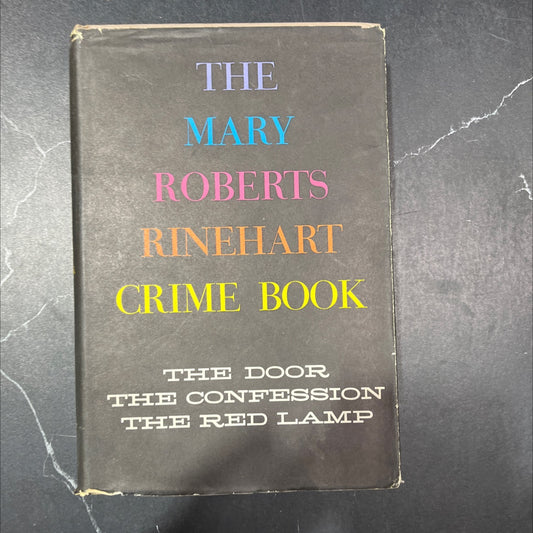 THE
MARY
ROBERTS
RINEHART
CRIME BOOK
THE DOOR
THE CONFESSION
THE RED LAMP